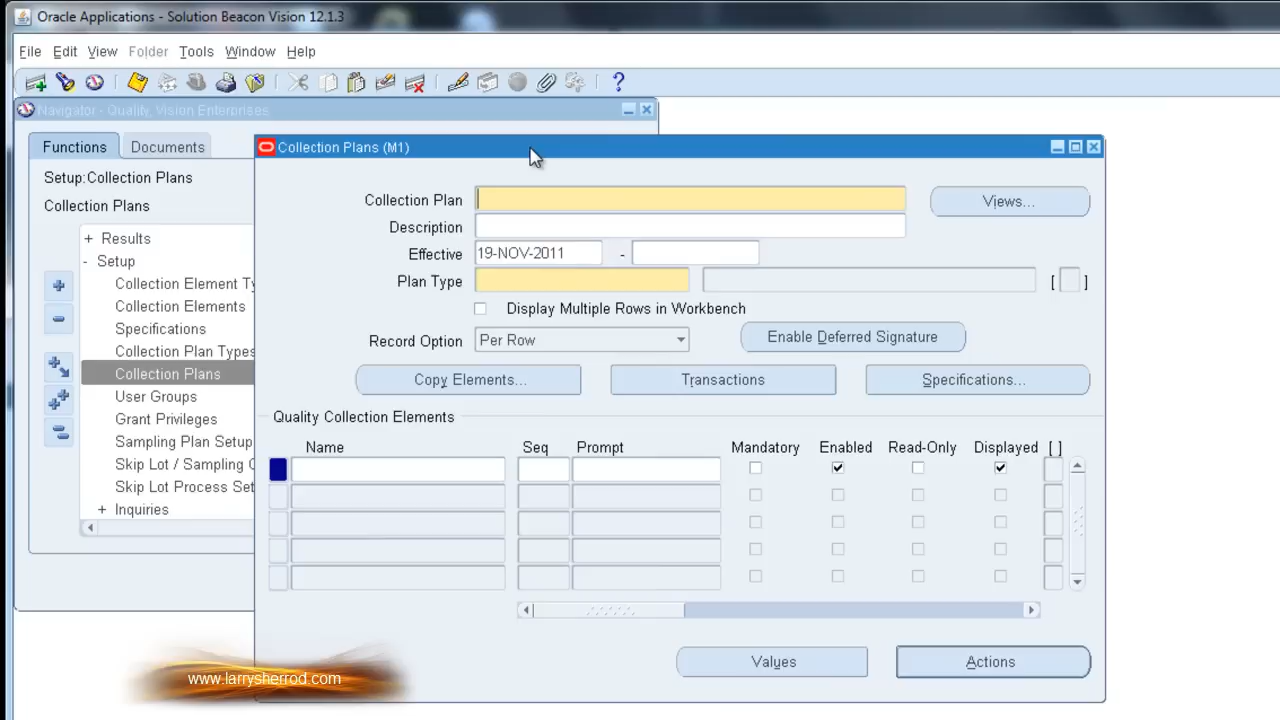 Oracle Applications - Solution Beacon Vision 12.1.3
File Edit View Folder Tools Window Help
Navigator - Quality, Vision Enterprises
Functions Documents
Setup:Collection Plans
Collection Plans
+ Results
- Setup
Collection Element Ty
Collection Elements
Specifications
Collection Plan Types
Collection Plans
User Groups
Grant Privileges
Sampling Plan Setup
Skip Lot / Sampling C
Skip Lot Process Set
+ Inquiries
Collection Plans (M1)
Collection Plan Views...
Description
Effective 19-NOV-2011 -
Plan Type [ ]
Display Multiple Rows in Workbench
Record Option Per Row Enable Deferred Signature
Copy Elements... Transactions Specifications...
Quality Collection Elements
Name Seq Prompt Mandatory Enabled Read-Only Displayed [ ]
Values Actions
www.larrysherrod.com